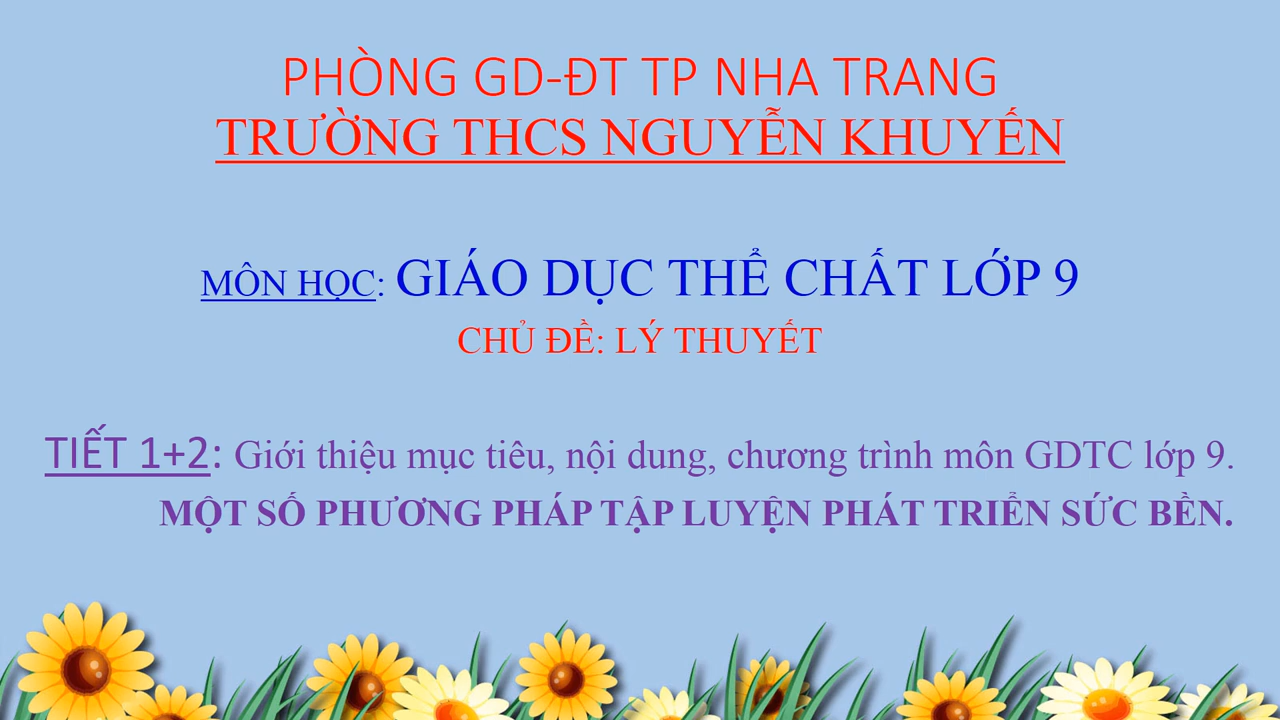 PHÒNG GD-ĐT TP NHA TRANG
TRƯỜNG THCS NGUYỄN KHUYẾN
MÔN HỌC: GIÁO DỤC THỂ CHẤT LỚP 9
CHỦ ĐỀ: LÝ THUYẾT
TIẾT 1+2: Giới thiệu mục tiêu, nội dung, chương trình môn GDTC lớp 9.
MỘT SỐ PHƯƠNG PHÁP TẬP LUYỆN PHÁT TRIỂN SỨC BỀN.